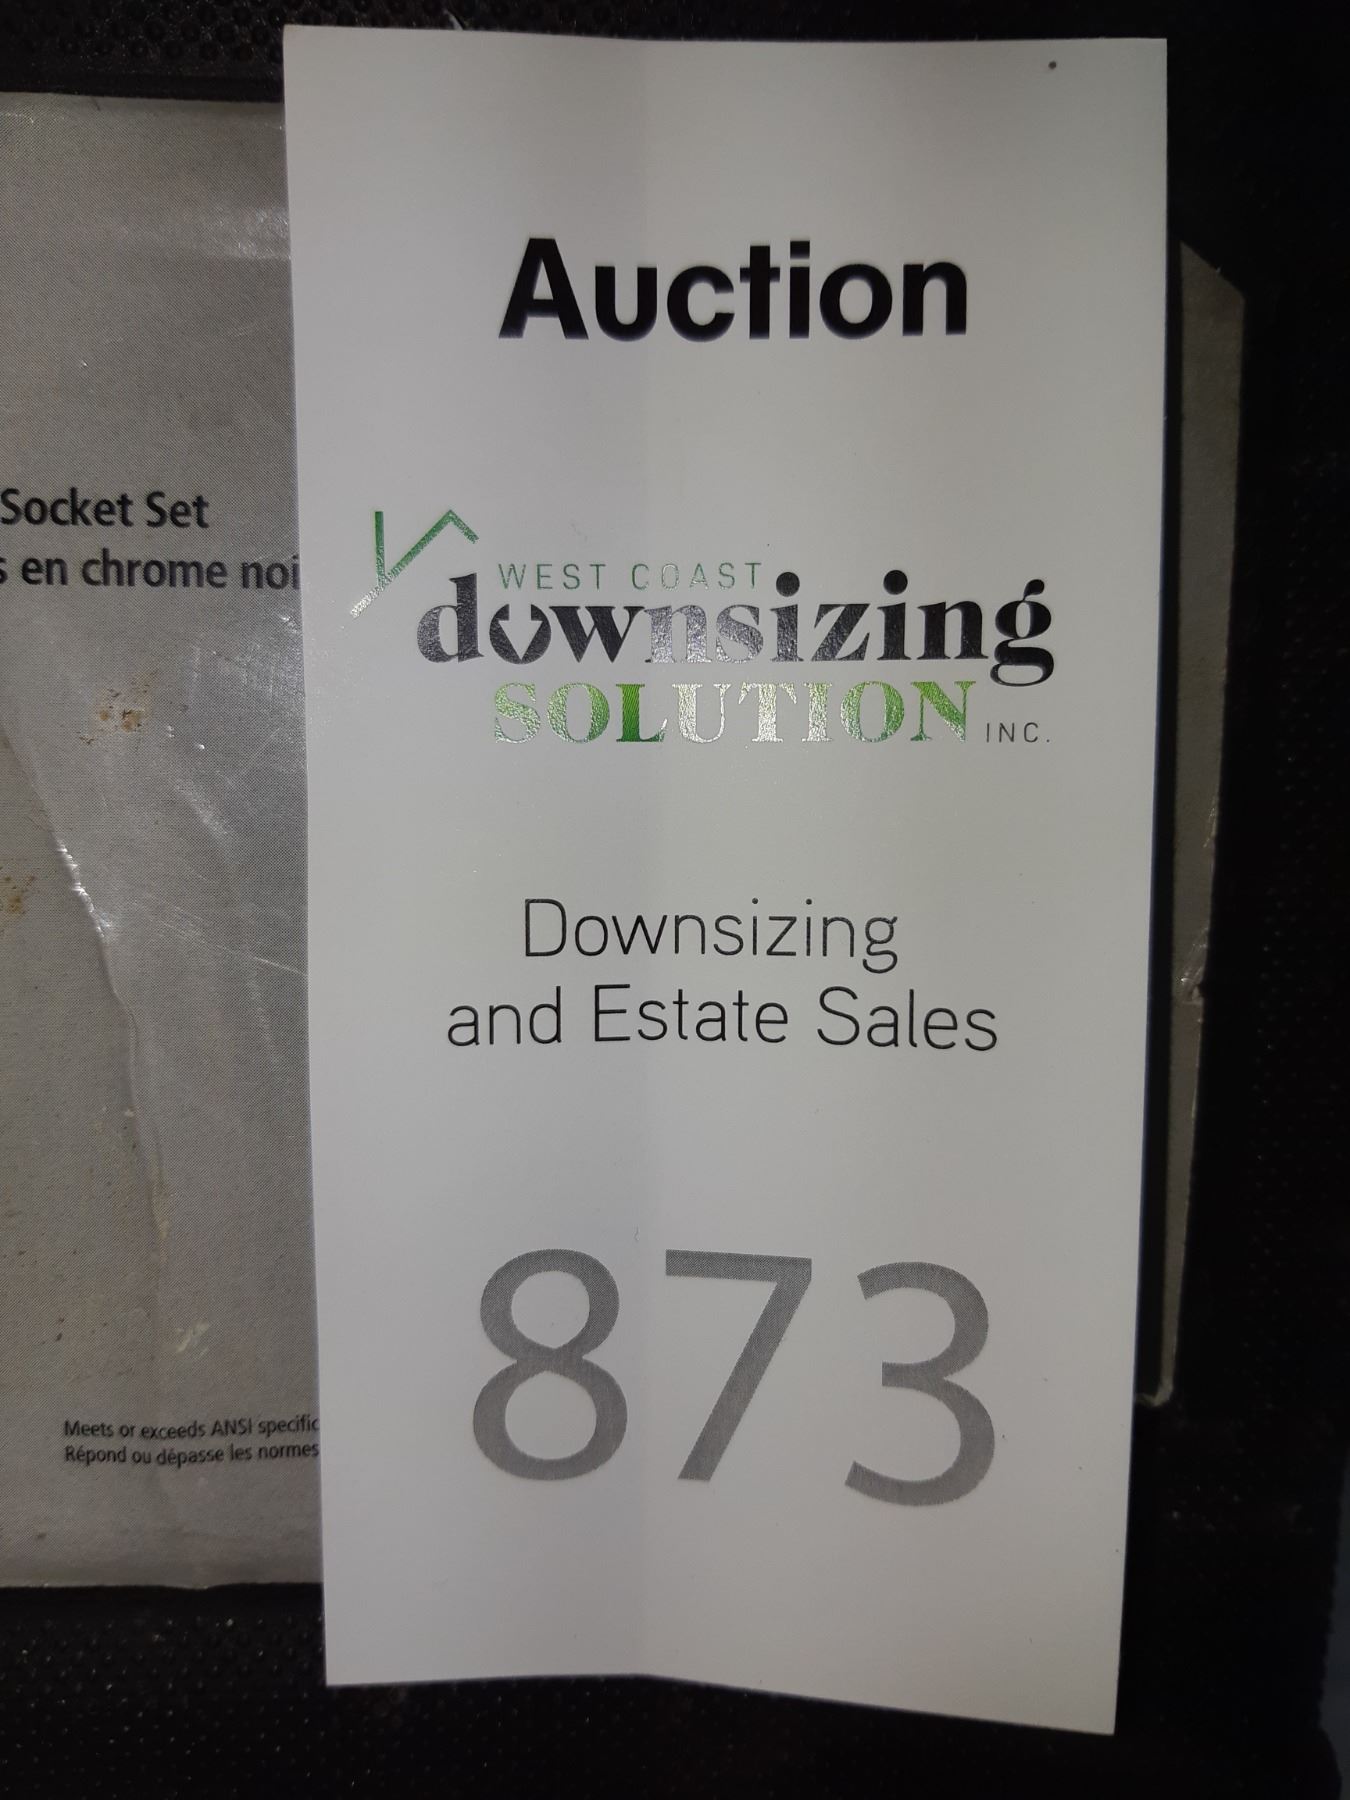 Auction
WEST COAST
downsizing
SOLUTION INC.
Downsizing
and Estate Sales
873
Socket Set
en chrome noi
Meets or exceeds ANSI specific
Répond ou dépasse les normes